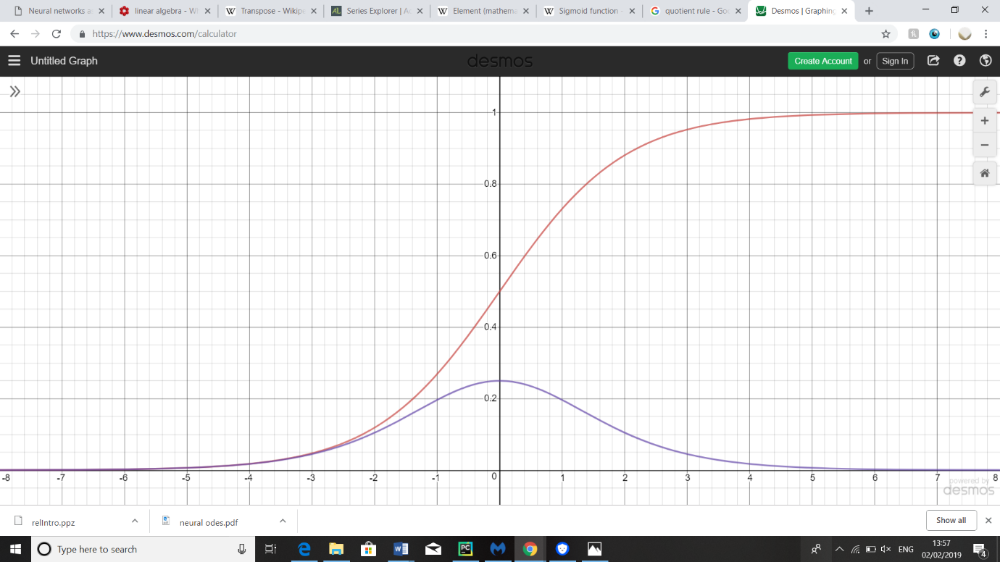 Neural networks a
linear algebra - W
Transpose - Wikipe
Series Explorer | Ac
Element (mathema
Sigmoid function -
quotient rule - Goo
Desmos | Graphing
https://www.desmos.com/calculator
Untitled Graph
desmos
Create Account or Sign In
1
0.8
0.6
0.4
0.2
-8 -7 -6 -5 -4 -3 -2 -1 0 1 2 3 4 5 6 7 8
powered by
desmos
relIntro.ppz
neural odes.pdf
Show all
Type here to search
ENG
13:57
02/02/2019
4